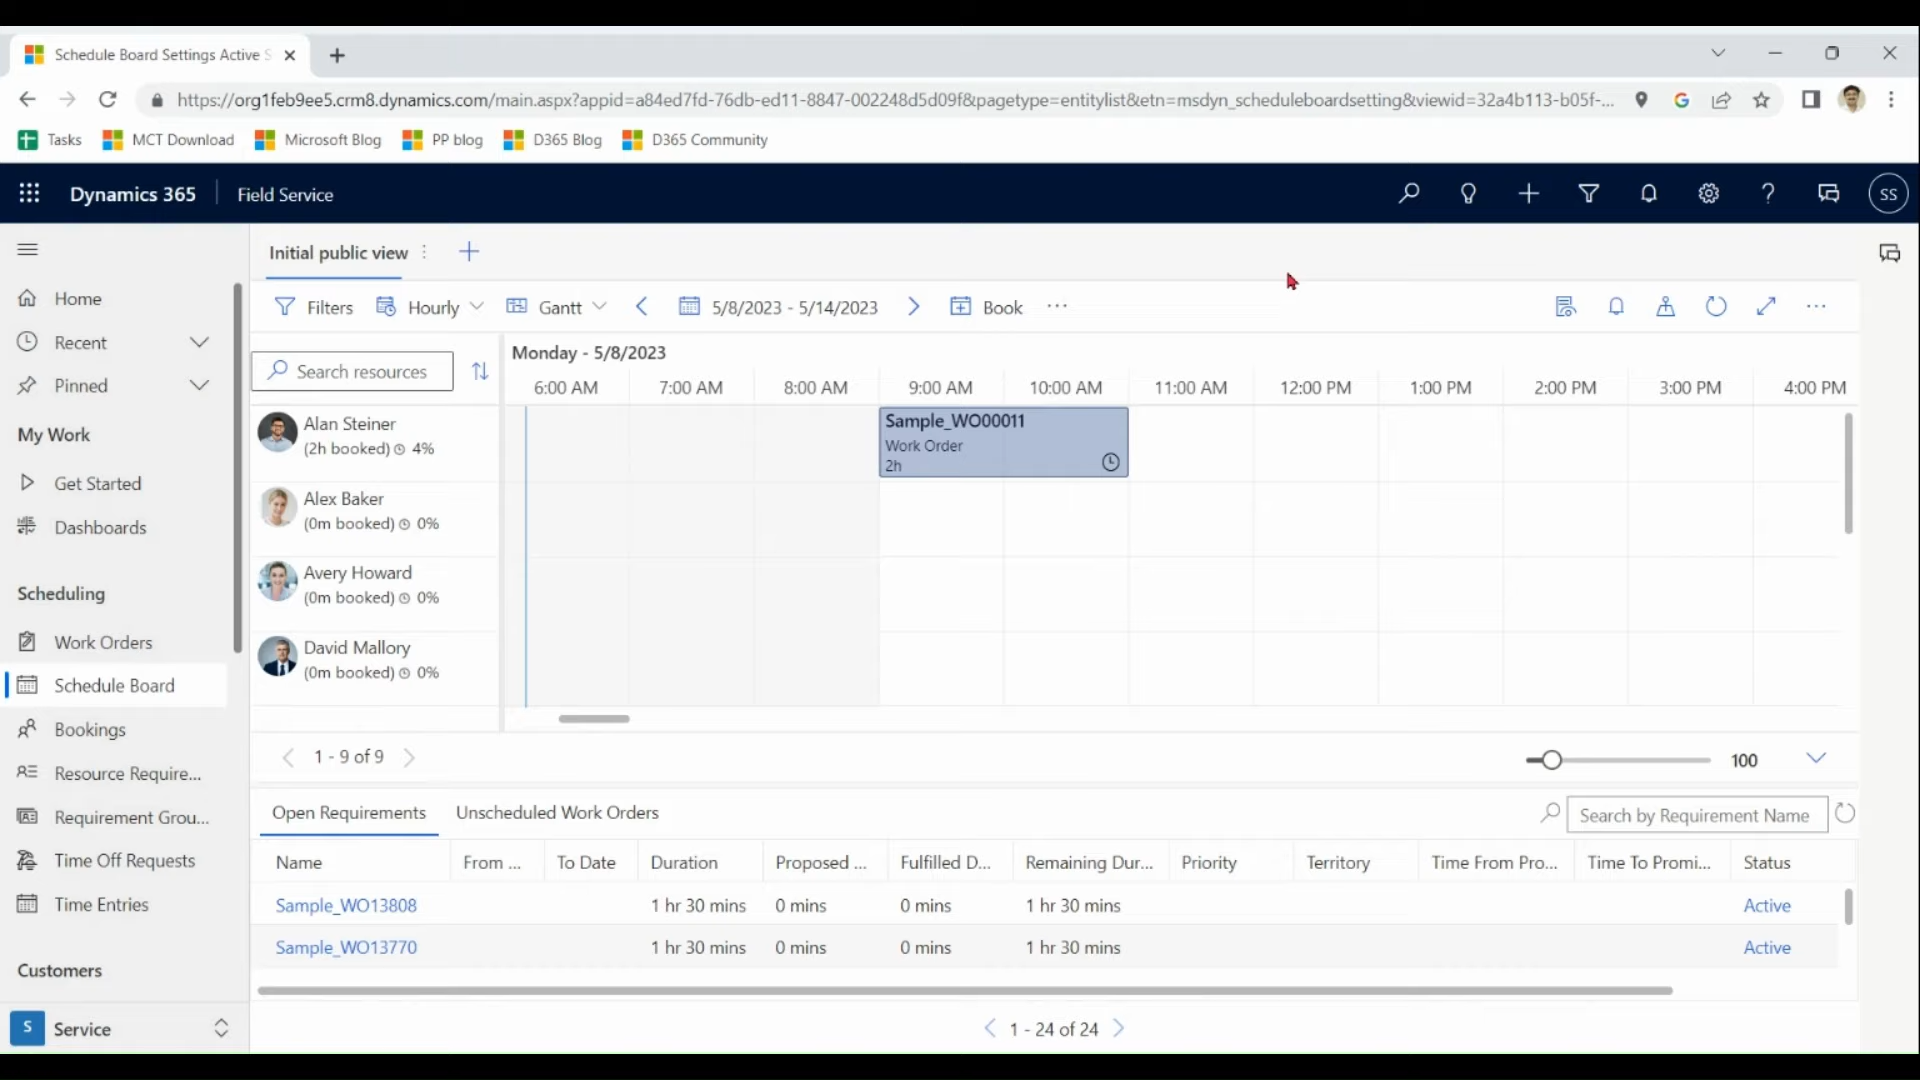 Schedule Board Settings Active S
https://org1feb9ee5.crm8.dynamics.com/main.aspx?appid=a84ed7fd-76db-ed11-8847-002248d5d09f&pagetype=entitylist&etn=msdyn_scheduleboardsetting&viewid=32a4b113-b05f-...
Tasks MCT Download Microsoft Blog PP blog D365 Blog D365 Community
Dynamics 365 Field Service SS
Initial public view
Filters Hourly Gantt 5/8/2023 - 5/14/2023 Book
Search resources
Monday - 5/8/2023
6:00 AM 7:00 AM 8:00 AM 9:00 AM 10:00 AM 11:00 AM 12:00 PM 1:00 PM 2:00 PM 3:00 PM 4:00 PM
Alan Steiner
(2h booked) 4%
Sample_WO00011
Work Order
2h
Alex Baker
(0m booked) 0%
Avery Howard
(0m booked) 0%
David Mallory
(0m booked) 0%
1 - 9 of 9
100
Home
Recent
Pinned
My Work
Get Started
Dashboards
Scheduling
Work Orders
Schedule Board
Bookings
Resource Require...
Requirement Grou...
Time Off Requests
Time Entries
Customers
S Service
Open Requirements Unscheduled Work Orders Search by Requirement Name
Name From ... To Date Duration Proposed ... Fulfilled D... Remaining Dur... Priority Territory Time From Pro... Time To Promi... Status
Sample_WO13808 1 hr 30 mins 0 mins 0 mins 1 hr 30 mins Active
Sample_WO13770 1 hr 30 mins 0 mins 0 mins 1 hr 30 mins Active
1 - 24 of 24